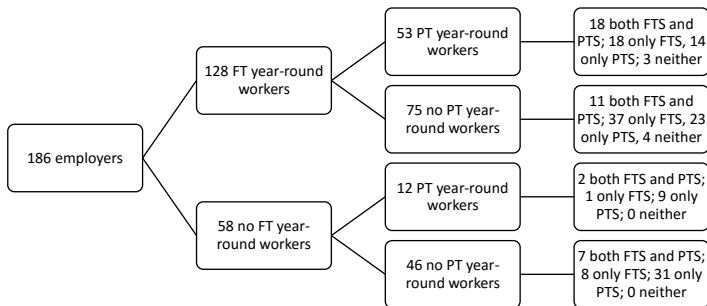 186 employers
128 FT year-round
workers
58 no FT year-
round workers
53 PT year-round
workers
75 no PT year-
round workers
12 PT year-round
workers
46 no PT year-
round workers
18 both FTS and
PTS; 18 only FTS, 14
only PTS; 3 neither
11 both FTS and
PTS; 37 only FTS, 23
only PTS, 4 neither
2 both FTS and PTS;
1 only FTS; 9 only
PTS; 0 neither
7 both FTS and PTS;
8 only FTS; 31 only
PTS; 0 neither